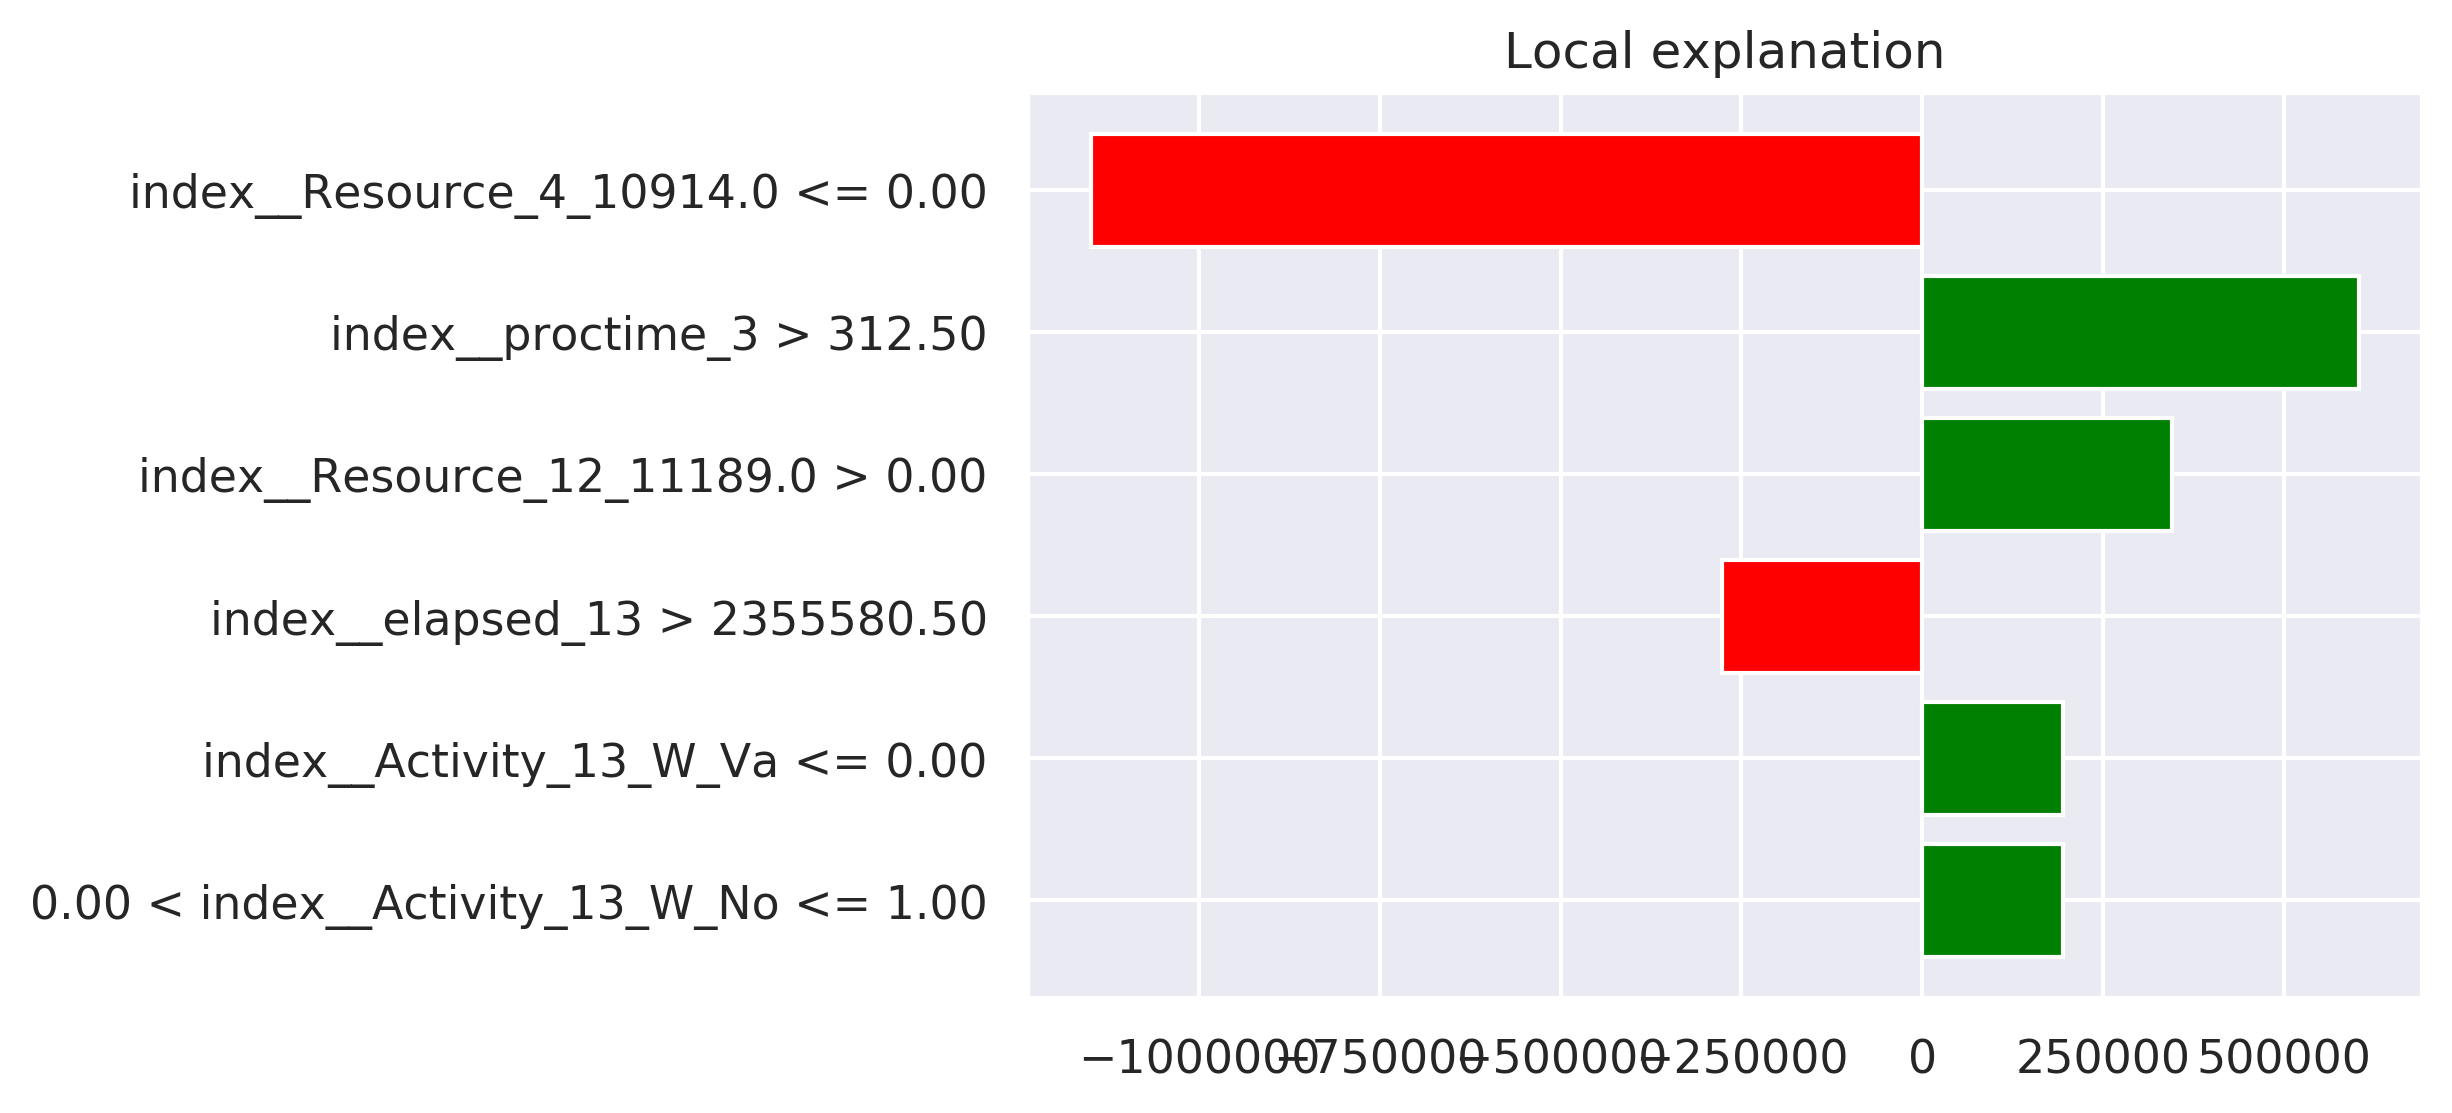 Local explanation
index__Resource_4_10914.0 <= 0.00
index__proctime_3 > 312.50
index__Resource_12_11189.0 > 0.00
index__elapsed_13 > 2355580.50
index__Activity_13_W_Va <= 0.00
0.00 < index__Activity_13_W_No <= 1.00
−1000000 −750000 −500000 −250000 0 250000 500000